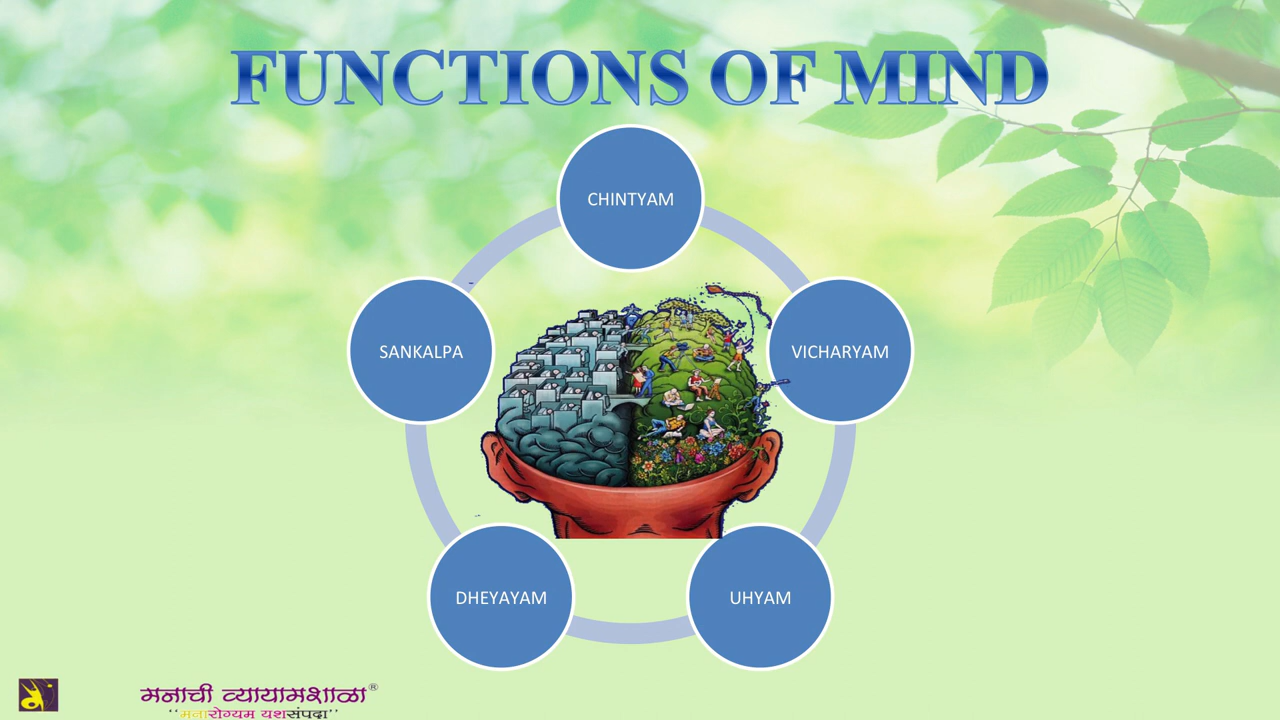 FUNCTIONS OF MIND
CHINTYAM
SANKALPA
VICHARYAM
DHEYAYAM
UHYAM
मनाची व्यायामशाळा®
‘‘मनारोग्यम यशसंपदा’’